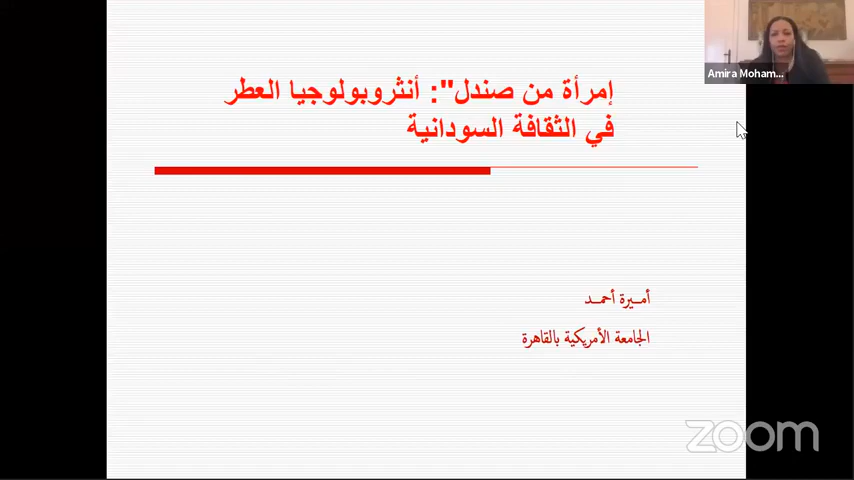 Amira Moham...
إمرأة من صندل": أنثروبولوجيا العطر
في الثقافة السودانية
أميرة أحمد
الجامعة الأمريكية بالقاهرة
zoom